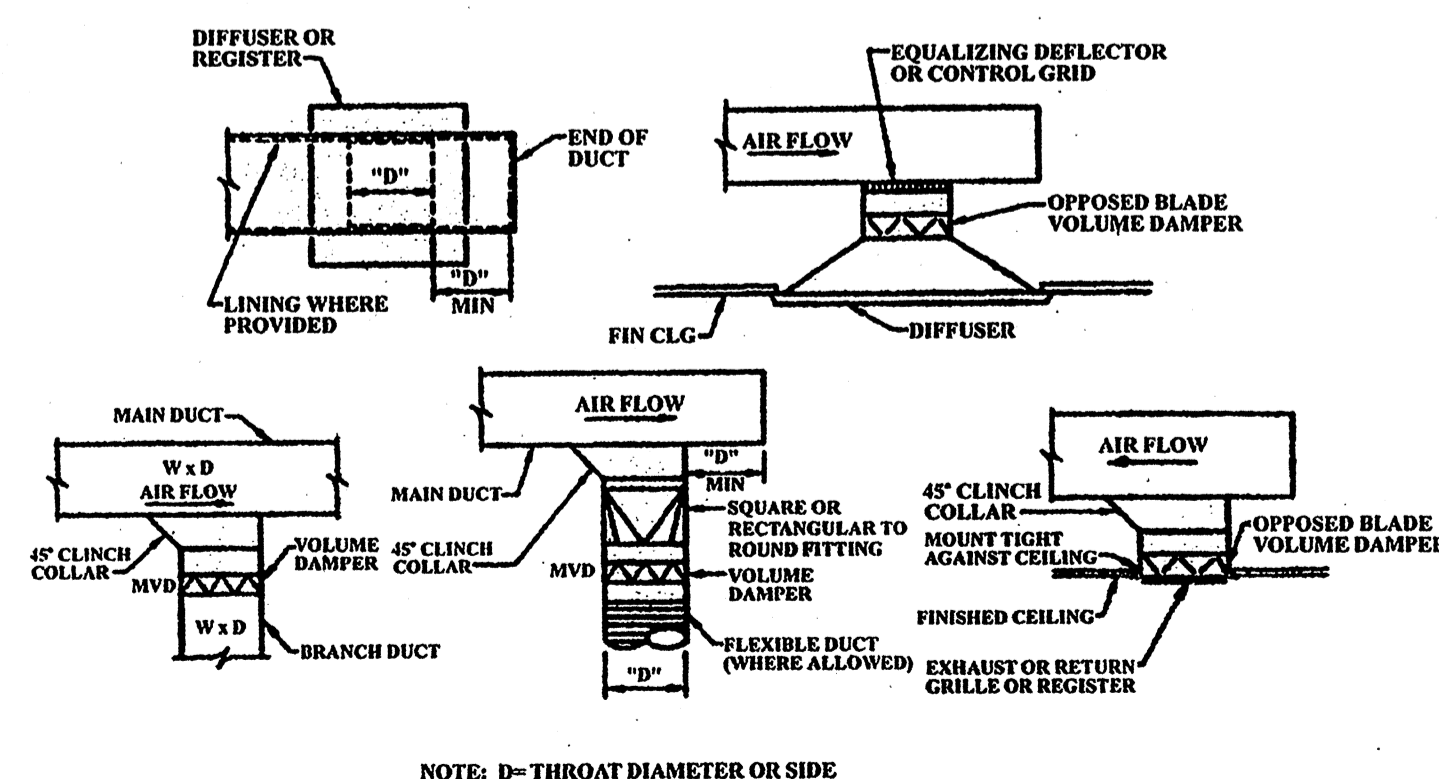 DIFFUSER OR
REGISTER
"D"
END OF
DUCT
"D"
MIN
LINING WHERE
PROVIDED
EQUALIZING DEFLECTOR
OR CONTROL GRID
AIR FLOW
OPPOSED BLADE
VOLUME DAMPER
FIN CLG
DIFFUSER
MAIN DUCT
W x D
AIR FLOW
45° CLINCH
COLLAR
VOLUME
DAMPER
MVD
W x D
BRANCH DUCT
AIR FLOW
"D"
MIN
MAIN DUCT
SQUARE OR
RECTANGULAR TO
ROUND FITTING
45° CLINCH
COLLAR
MVD
VOLUME
DAMPER
FLEXIBLE DUCT
(WHERE ALLOWED)
"D"
AIR FLOW
45° CLINCH
COLLAR
OPPOSED BLADE
VOLUME DAMPER
MOUNT TIGHT
AGAINST CEILING
FINISHED CEILING
EXHAUST OR RETURN
GRILLE OR REGISTER
NOTE: D= THROAT DIAMETER OR SIDE